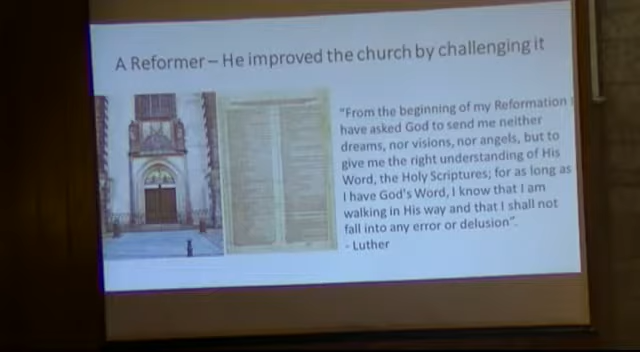 A Reformer – He improved the church by challenging it
"From the beginning of my Reformation I
have asked God to send me neither
dreams, nor visions, nor angels, but to
give me the right understanding of His
Word, the Holy Scriptures; for as long as
I have God's Word, I know that I am
walking in His way and that I shall not
fall into any error or delusion".
- Luther